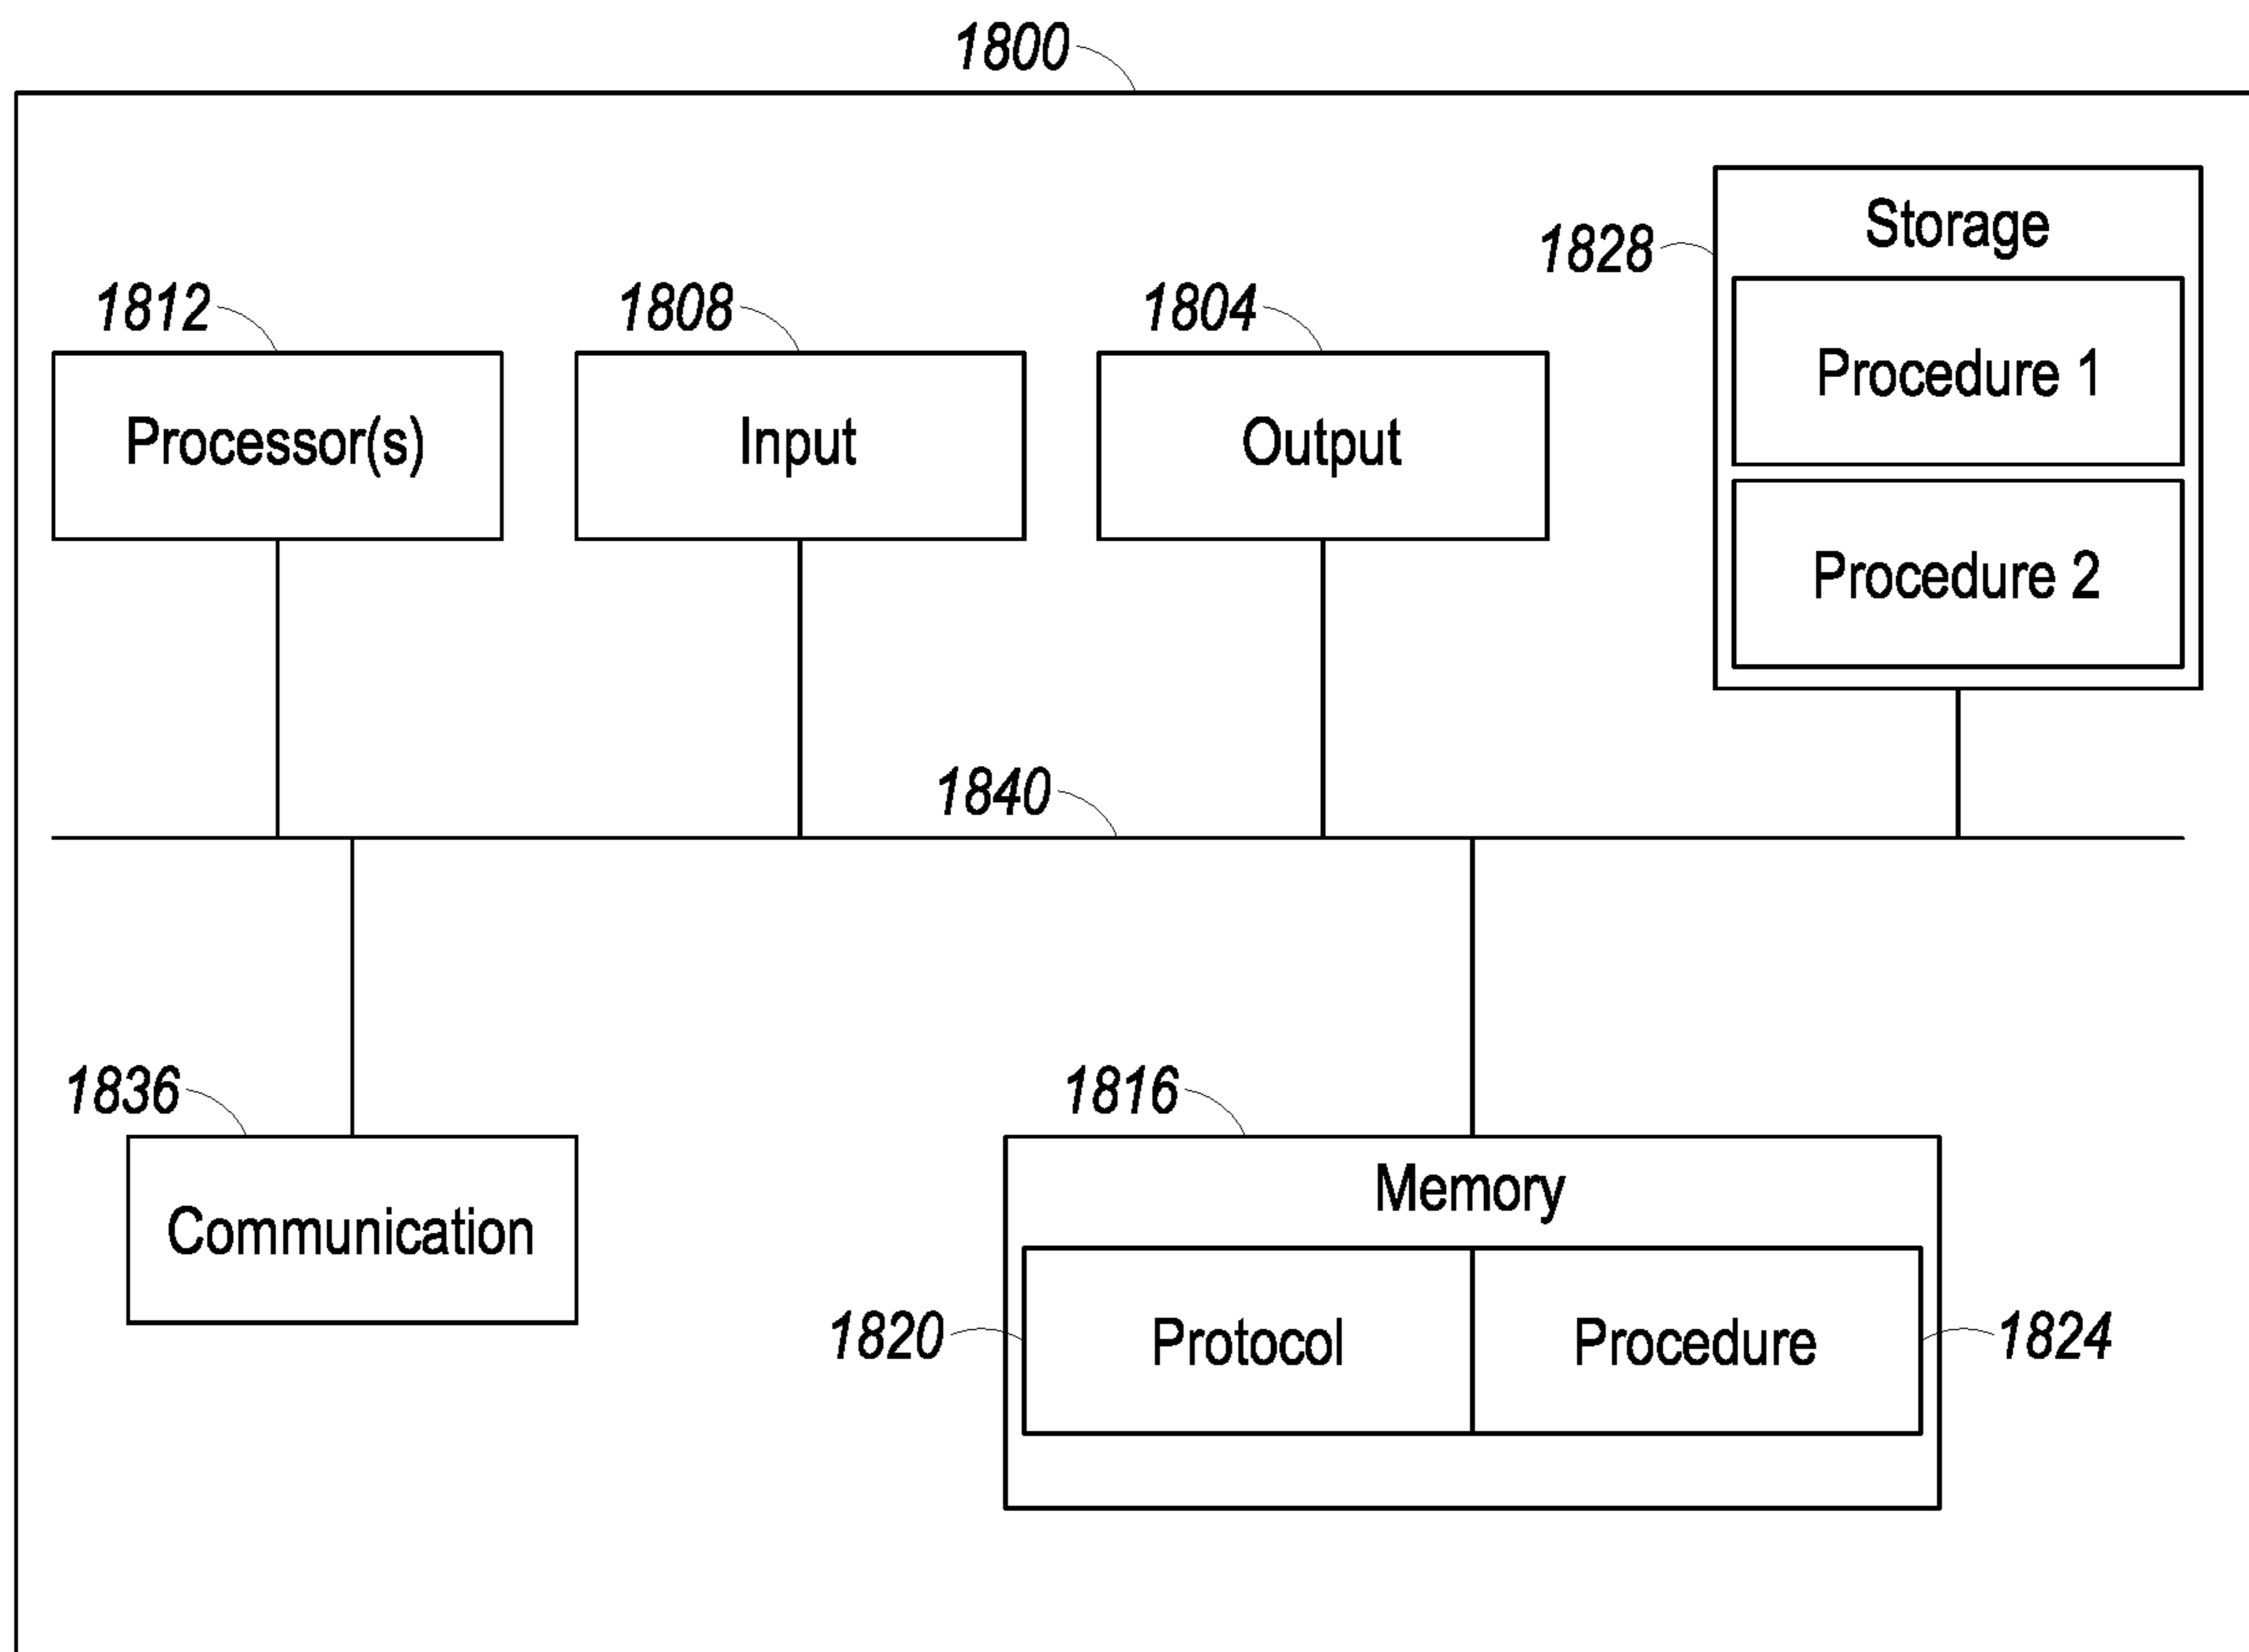 1800
Storage
1828
1812
1808
1804
Procedure 1
Processor(s)
Input
Output
Procedure 2
1840
1836
1816
Memory
Communication
1820
Protocol
Procedure
1824